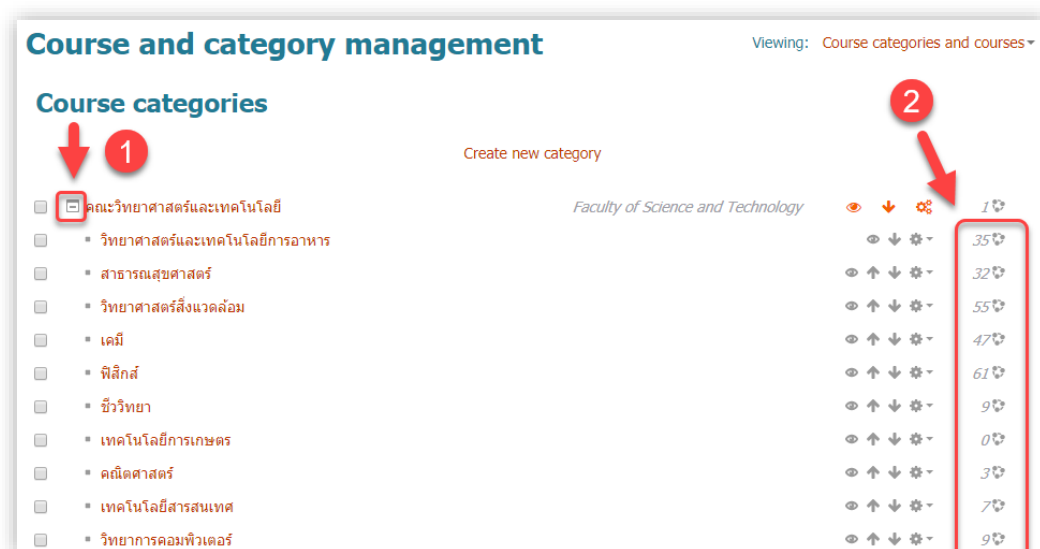 Course and category management
Viewing: Course categories and courses
Course categories
2
1
Create new category
คณะวิทยาศาสตร์และเทคโนโลยี Faculty of Science and Technology 1
วิทยาศาสตร์และเทคโนโลยีการอาหาร 35
สาธารณสุขศาสตร์ 32
วิทยาศาสตร์สิ่งแวดล้อม 55
เคมี 47
ฟิสิกส์ 61
ชีววิทยา 9
เทคโนโลยีการเกษตร 0
คณิตศาสตร์ 3
เทคโนโลยีสารสนเทศ 7
วิทยาการคอมพิวเตอร์ 9